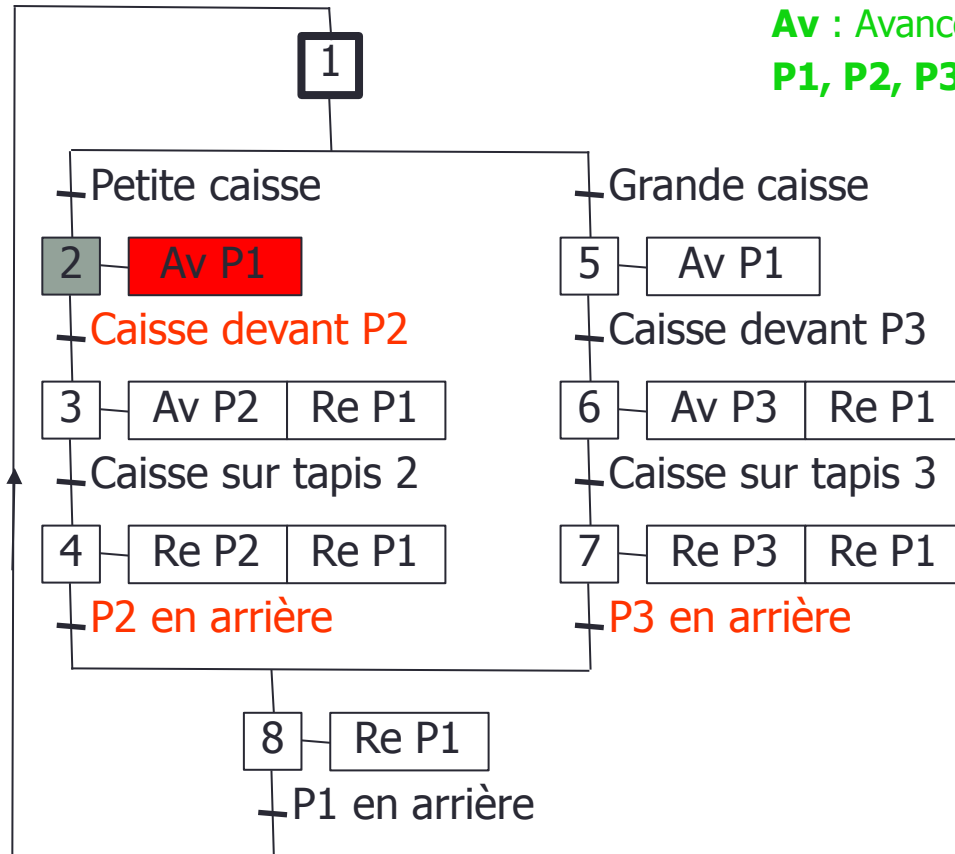 Av : Avance
P1, P2, P3
1
Petite caisse
Grande caisse
2 Av P1
5 Av P1
Caisse devant P2
Caisse devant P3
3 Av P2 Re P1
6 Av P3 Re P1
Caisse sur tapis 2
Caisse sur tapis 3
4 Re P2 Re P1
7 Re P3 Re P1
P2 en arrière
P3 en arrière
8 Re P1
P1 en arrière